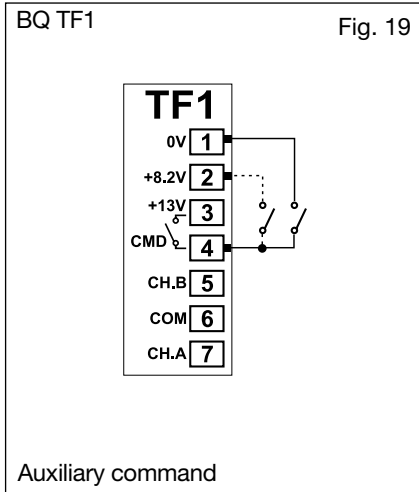 BQ TF1
Fig. 19
TF1
0V 1
+8.2V 2
+13V 3
CMD 4
CH.B 5
COM 6
CH.A 7
Auxiliary command